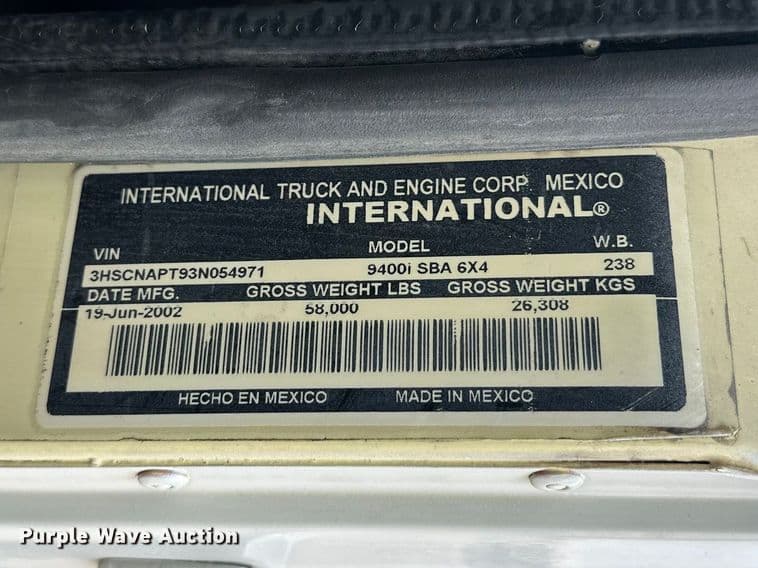 INTERNATIONAL TRUCK AND ENGINE CORP. MEXICO
INTERNATIONAL®
VIN MODEL W.B.
3HSCNAPT93N054971 9400i SBA 6X4 238
DATE MFG. GROSS WEIGHT LBS GROSS WEIGHT KGS
19-Jun-2002 58,000 26,308
HECHO EN MEXICO MADE IN MEXICO
Purple Wave Auction